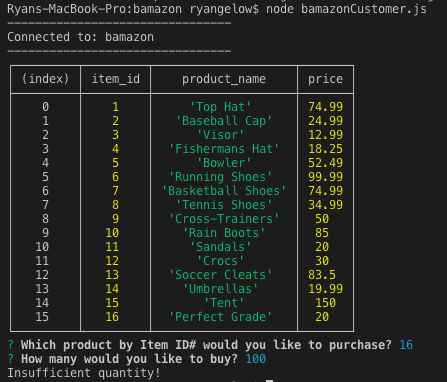 Ryans-MacBook-Pro:bamazon ryangelow$ node bamazonCustomer.js
--------------------------------
Connected to: bamazon
--------------------------------
(index) item_id product_name price
0 1 'Top Hat' 74.99
1 2 'Baseball Cap' 24.99
2 3 'Visor' 12.99
3 4 'Fishermans Hat' 18.25
4 5 'Bowler' 52.49
5 6 'Running Shoes' 99.99
6 7 'Basketball Shoes' 74.99
7 8 'Tennis Shoes' 34.99
8 9 'Cross-Trainers' 50
9 10 'Rain Boots' 85
10 11 'Sandals' 20
11 12 'Crocs' 30
12 13 'Soccer Cleats' 83.5
13 14 'Umbrellas' 19.99
14 15 'Tent' 150
15 16 'Perfect Grade' 20
? Which product by Item ID# would you like to purchase? 16
? How many would you like to buy? 100
Insufficient quantity!